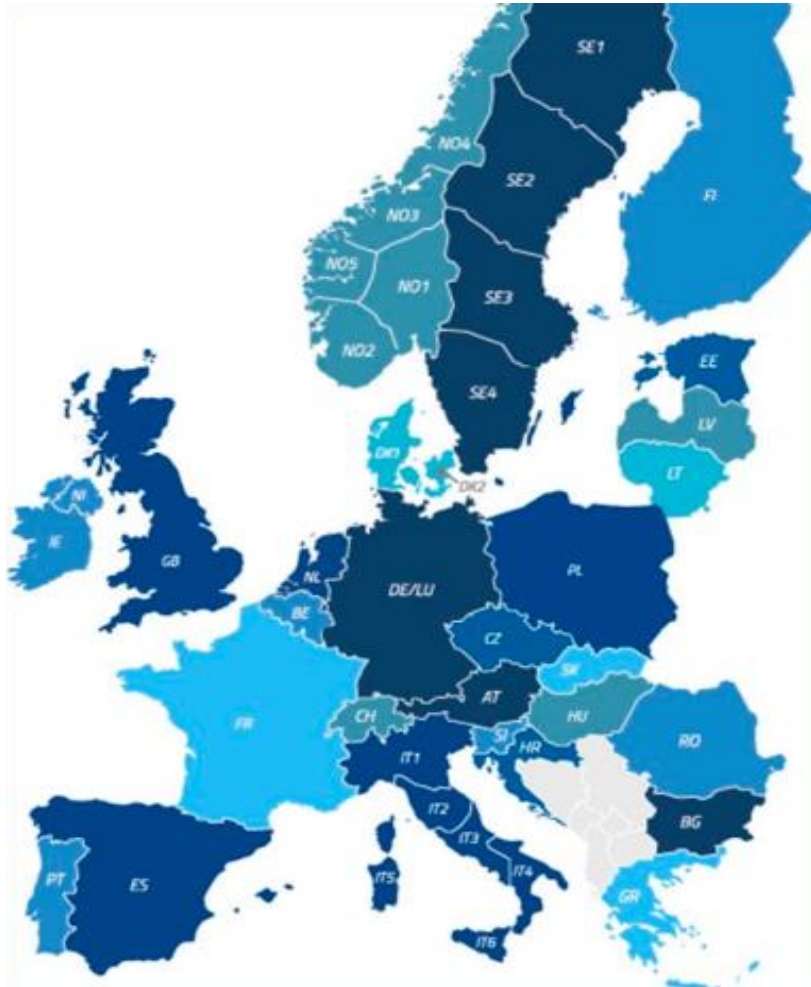 SE1
NO4
SE2
FI
NO3
NO5
NO1
SE3
NO2
EE
SE4
LV
DK1
LT
DK2
NI
IE
GB
NL
PL
DE/LU
BE
CZ
SK
AT
CH
HU
FR
SI
HR
RO
IT1
IT2
BG
IT3
PT
ES
IT5
IT4
GR
IT6